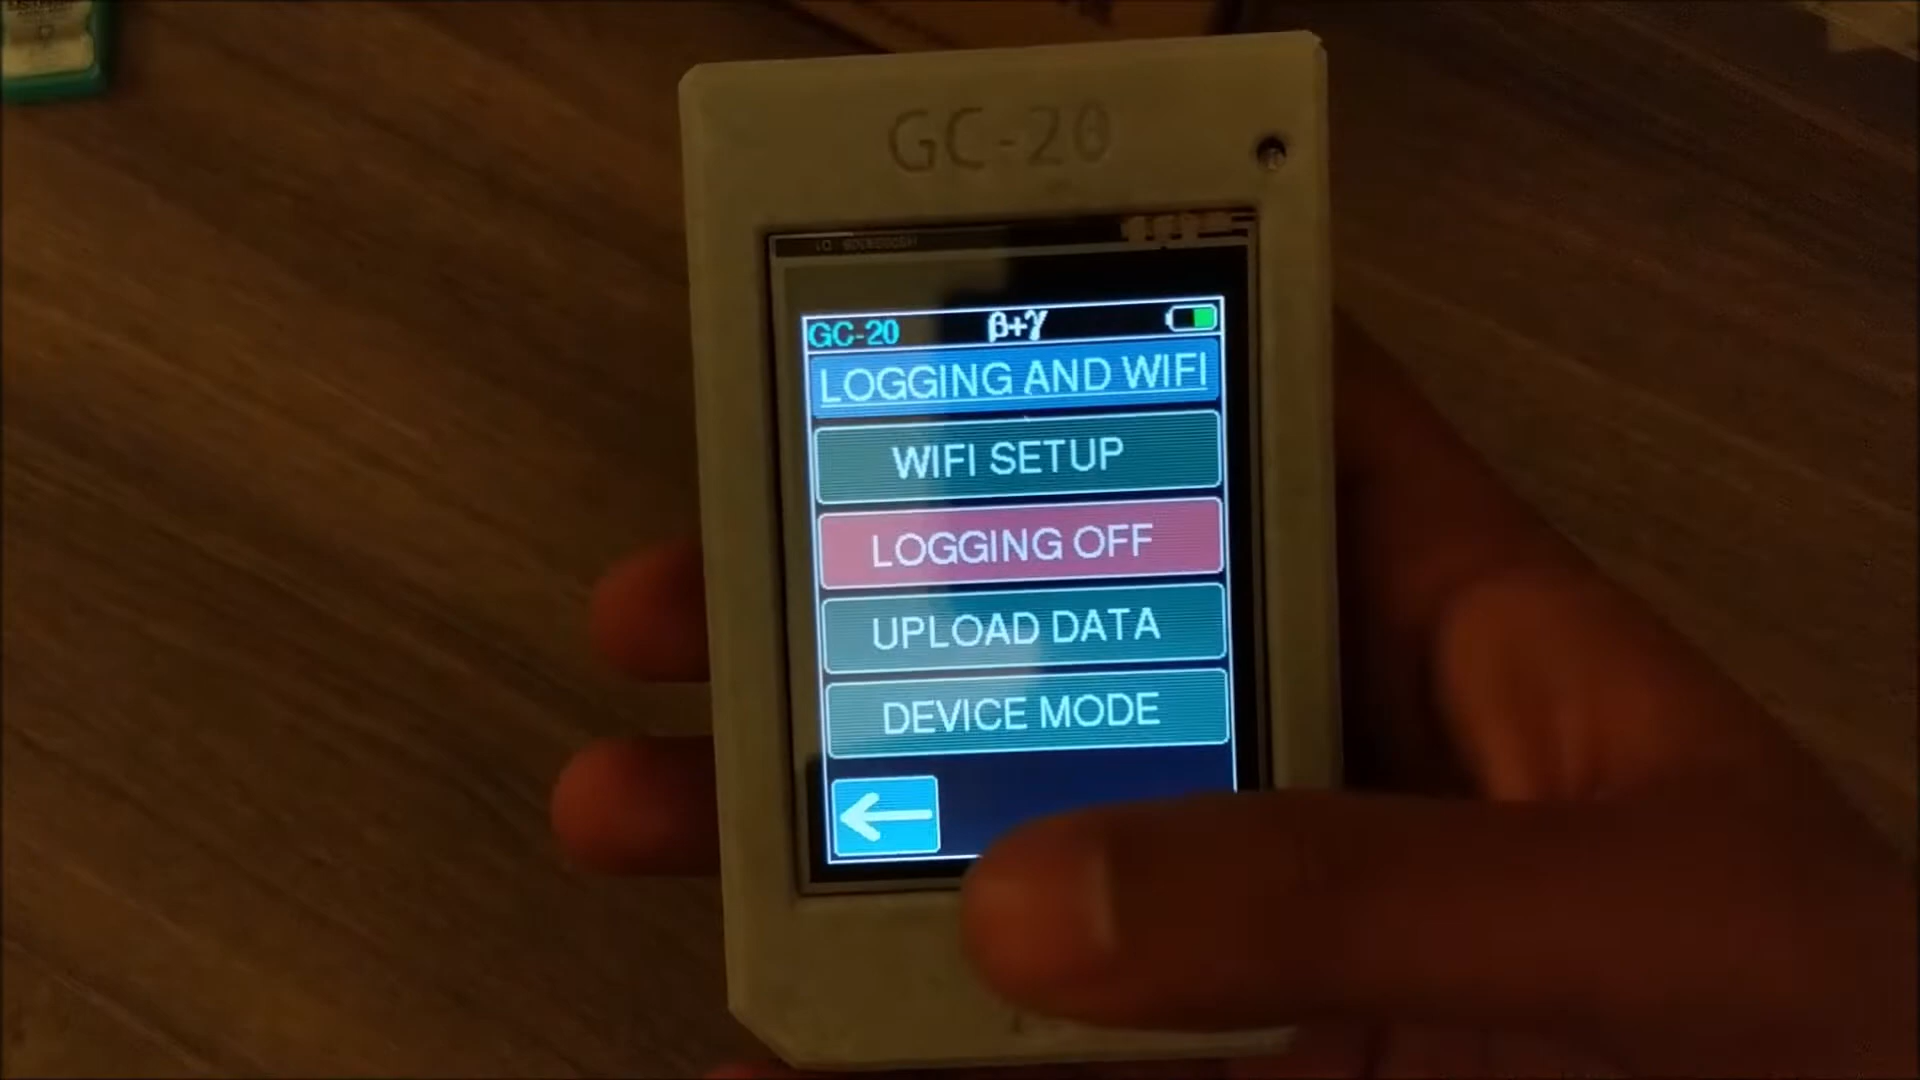 GC-20
GC-20 β+γ
LOGGING AND WIFI
WIFI SETUP
LOGGING OFF
UPLOAD DATA
DEVICE MODE